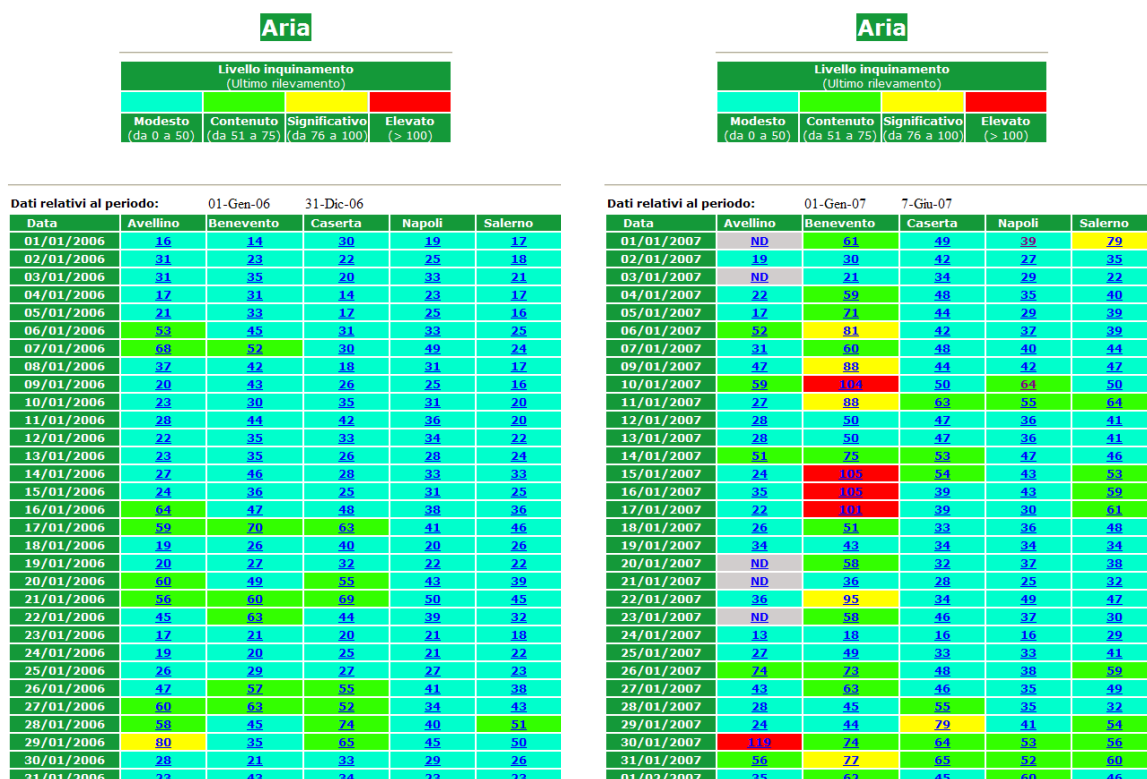 Aria
Livello inquinamento
(Ultimo rilevamento)
Modesto Contenuto Significativo Elevato
(da 0 a 50) (da 51 a 75) (da 76 a 100) (> 100)
Dati relativi al periodo: 01-Gen-06 31-Dic-06
Data Avellino Benevento Caserta Napoli Salerno
01/01/2006 16 14 30 19 17
02/01/2006 31 23 22 25 18
03/01/2006 31 35 20 33 21
04/01/2006 17 31 14 23 17
05/01/2006 21 33 17 25 16
06/01/2006 53 45 31 33 25
07/01/2006 68 52 30 49 24
08/01/2006 37 42 18 31 17
09/01/2006 20 43 26 25 16
10/01/2006 23 30 35 31 20
11/01/2006 28 44 42 36 20
12/01/2006 22 35 33 34 22
13/01/2006 23 35 26 28 24
14/01/2006 27 46 28 33 33
15/01/2006 24 36 25 31 25
16/01/2006 64 47 48 38 36
17/01/2006 59 70 63 41 46
18/01/2006 19 26 40 20 26
19/01/2006 20 27 32 22 22
20/01/2006 60 49 55 43 39
21/01/2006 56 60 69 50 45
22/01/2006 45 63 44 39 32
23/01/2006 17 21 20 21 18
24/01/2006 19 20 25 21 22
25/01/2006 26 29 27 27 23
26/01/2006 47 57 55 41 38
27/01/2006 60 63 52 34 43
28/01/2006 58 45 74 40 51
29/01/2006 80 35 65 45 50
30/01/2006 28 21 33 29 26
31/01/2006 23 43 34 23 23
Aria
Livello inquinamento
(Ultimo rilevamento)
Modesto Contenuto Significativo Elevato
(da 0 a 50) (da 51 a 75) (da 76 a 100) (> 100)
Dati relativi al periodo: 01-Gen-07 7-Giu-07
Data Avellino Benevento Caserta Napoli Salerno
01/01/2007 ND 61 49 39 79
02/01/2007 19 30 42 27 35
03/01/2007 ND 21 34 29 22
04/01/2007 22 59 48 35 40
05/01/2007 17 71 44 29 39
06/01/2007 52 81 42 37 39
07/01/2007 31 60 48 40 44
09/01/2007 47 88 44 42 47
10/01/2007 59 104 50 64 50
11/01/2007 27 88 63 55 64
12/01/2007 28 50 47 36 41
13/01/2007 28 50 47 36 41
14/01/2007 51 75 53 47 46
15/01/2007 24 105 54 43 53
16/01/2007 35 105 39 43 59
17/01/2007 22 101 39 30 61
18/01/2007 26 51 33 36 48
19/01/2007 34 43 34 34 34
20/01/2007 ND 58 32 37 38
21/01/2007 ND 36 28 25 32
22/01/2007 36 95 34 49 47
23/01/2007 ND 58 46 37 30
24/01/2007 13 18 16 16 29
25/01/2007 27 49 33 33 41
26/01/2007 74 73 48 38 59
27/01/2007 43 63 46 35 49
28/01/2007 28 45 55 35 32
29/01/2007 24 44 79 41 54
30/01/2007 119 74 64 53 56
31/01/2007 56 77 65 52 60
01/02/2007 35 62 45 60 46